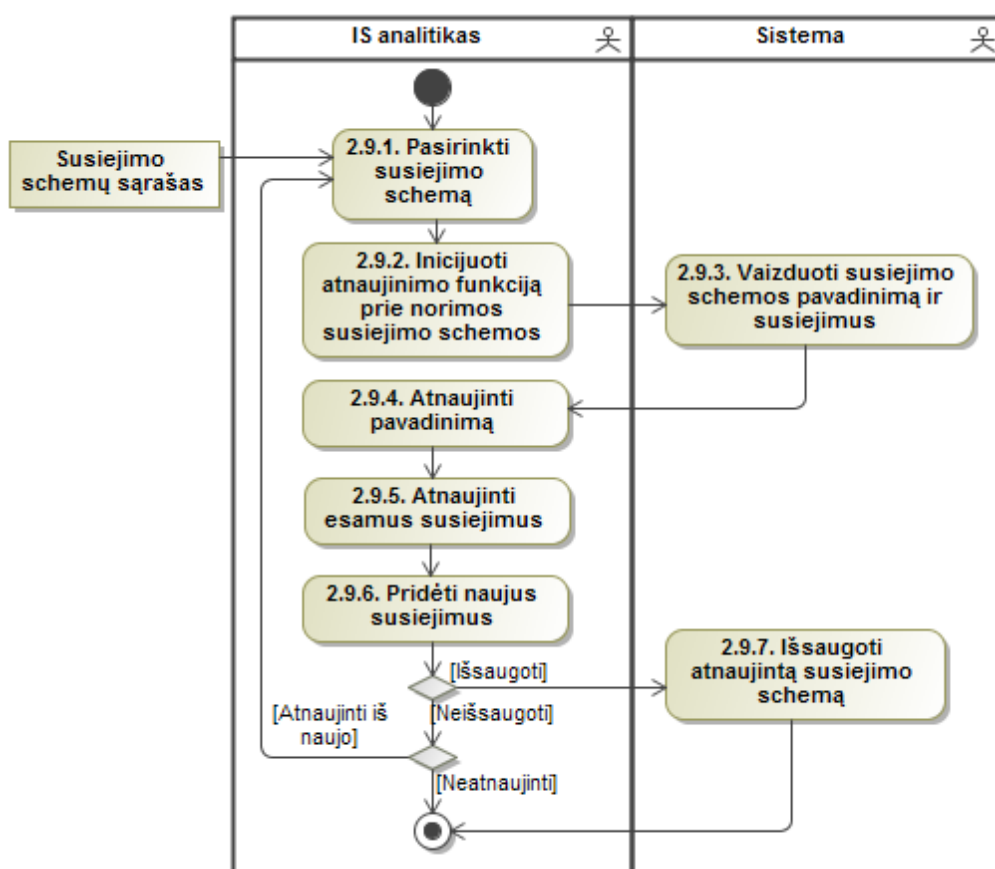 IS analitikas
Sistema
Susiejimo
schemų sąrašas
2.9.1. Pasirinkti
susiejimo
schemą
2.9.2. Inicijuoti
atnaujinimo funkciją
prie norimos
susiejimo schemos
2.9.3. Vaizduoti susiejimo
schemos pavadinimą ir
susiejimus
2.9.4. Atnaujinti
pavadinimą
2.9.5. Atnaujinti
esamus susiejimus
2.9.6. Pridėti naujus
susiejimus
[Išsaugoti]
2.9.7. Išsaugoti
atnaujintą susiejimo
schemą
[Neišsaugoti]
[Atnaujinti iš
naujo]
[Neatnaujinti]